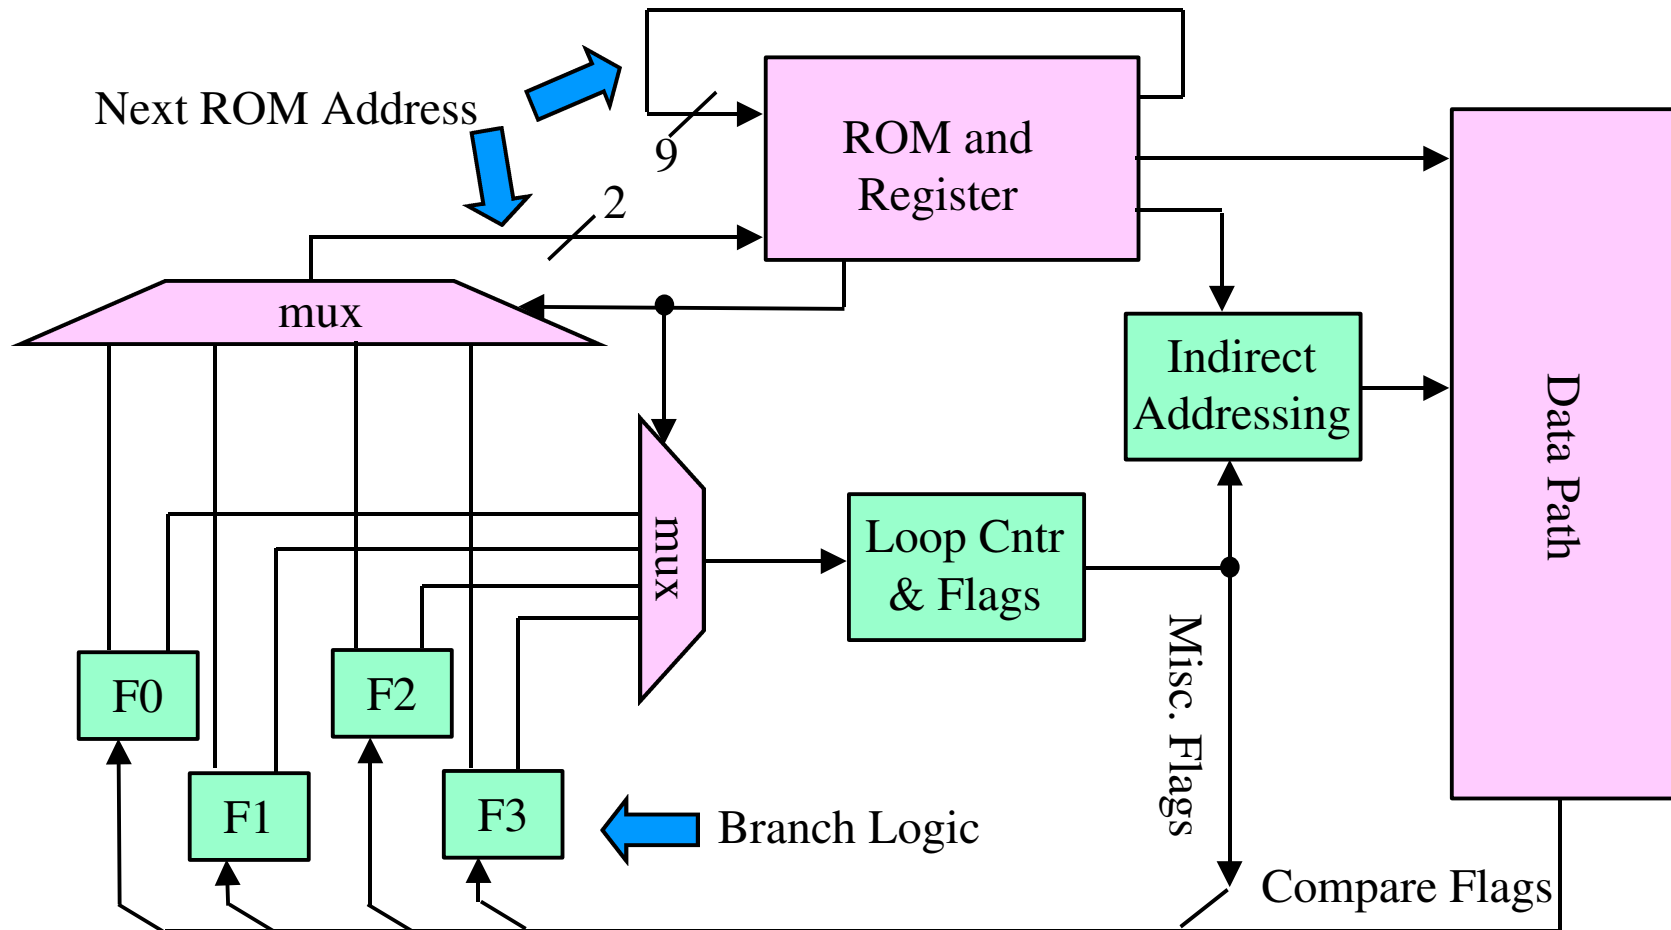 Next ROM Address
9
2
ROM and
Register
mux
Indirect
Addressing
Data Path
mux
Loop Cntr
& Flags
Misc. Flags
F0
F2
F1
F3
Branch Logic
Compare Flags